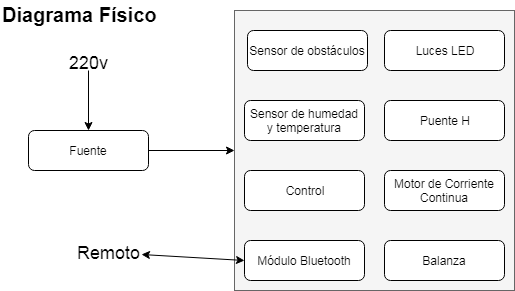 Diagrama Físico
220v
Fuente
Remoto
Sensor de obstáculos
Luces LED
Sensor de humedad
y temperatura
Puente H
Control
Motor de Corriente
Continua
Módulo Bluetooth
Balanza